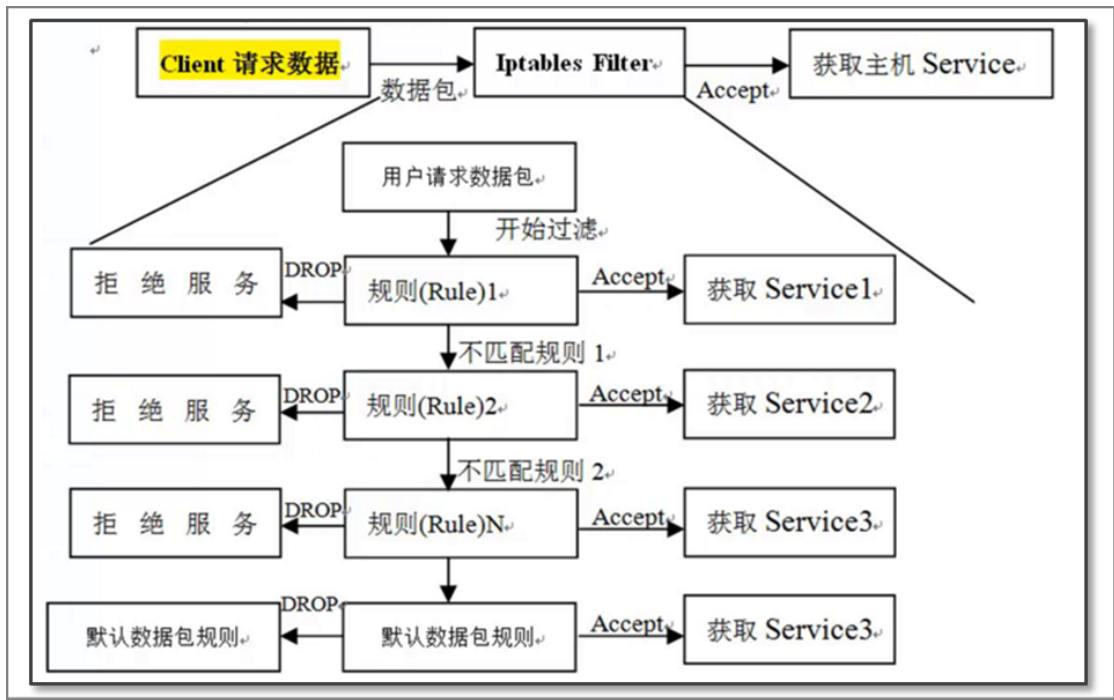 Client 请求数据
Iptables Filter
获取主机 Service
数据包
Accept
用户请求数据包
开始过滤
拒 绝 服 务
DROP
规则(Rule)1
Accept
获取 Service1
不匹配规则 1
拒 绝 服 务
DROP
规则(Rule)2
Accept
获取 Service2
不匹配规则 2
拒 绝 服 务
DROP
规则(Rule)N
Accept
获取 Service3
默认数据包规则
DROP
默认数据包规则
Accept
获取 Service3